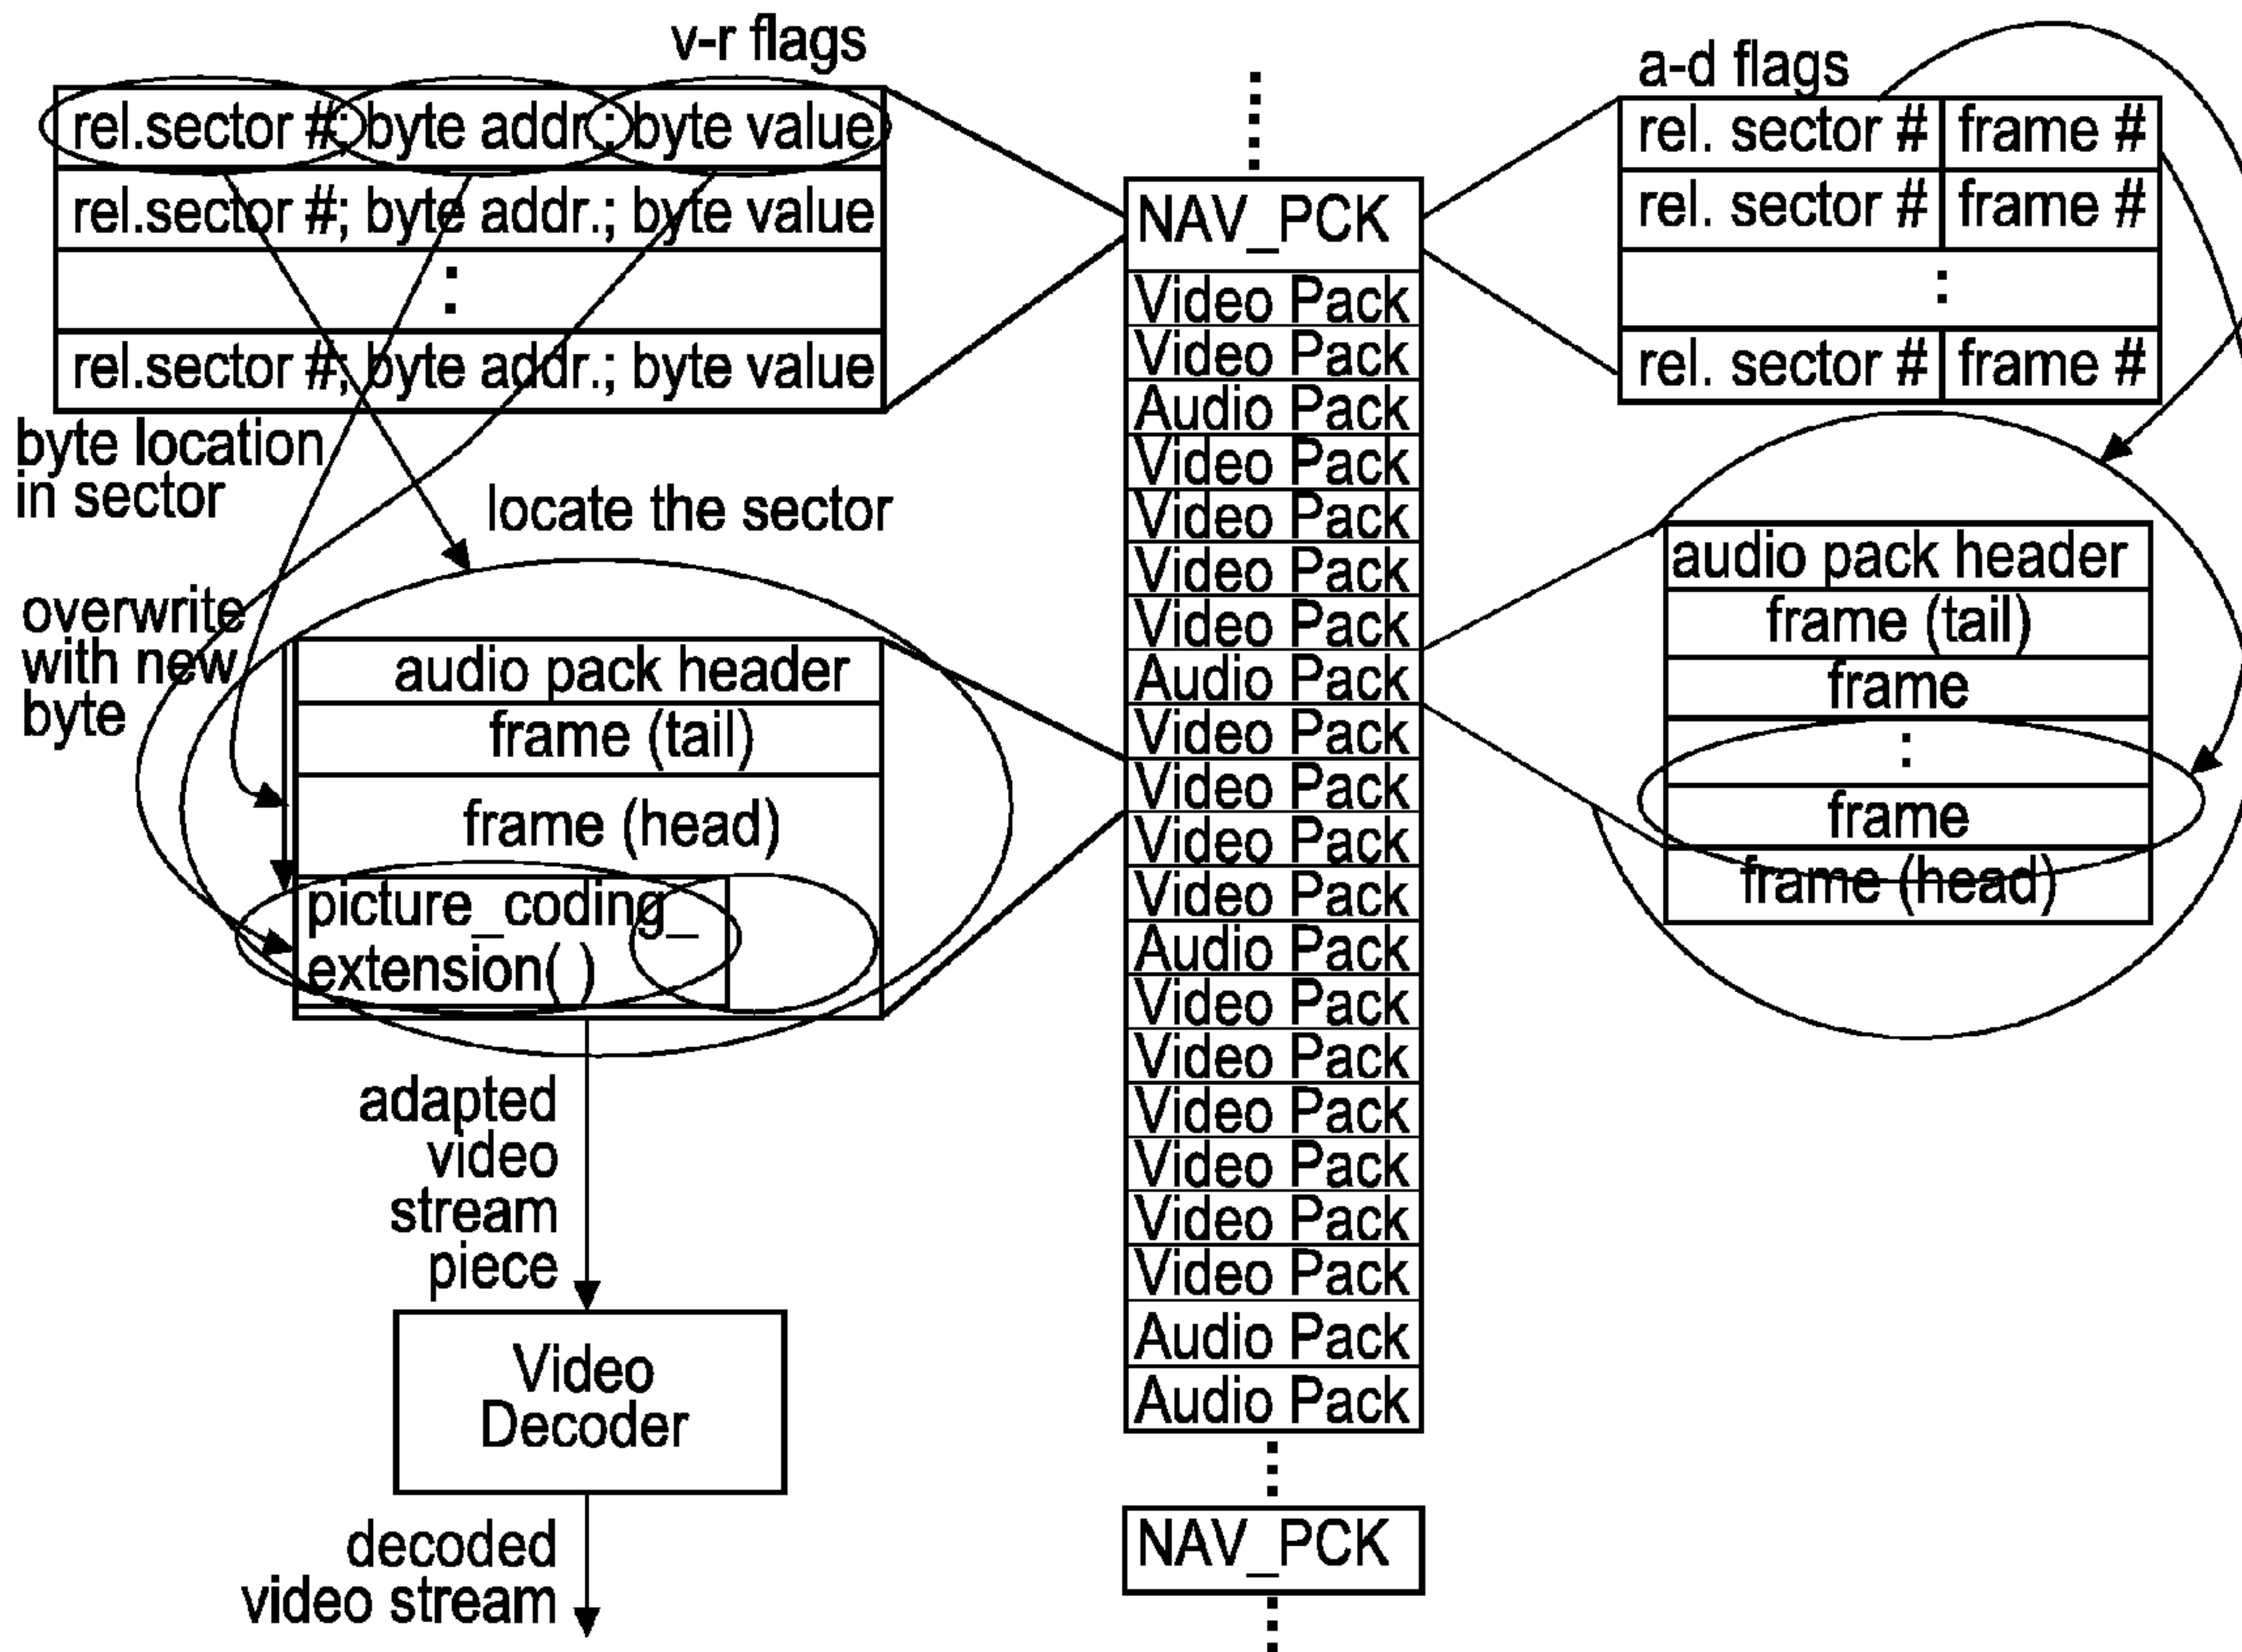 v-r flags
rel.sector #; byte addr.; byte value
rel.sector #; byte addr.; byte value
:
rel.sector #; byte addr.; byte value
byte location
in sector
locate the sector
overwrite
with new
byte
audio pack header
frame (tail)
frame (head)
picture_coding_
extension( )
adapted
video
stream
piece
Video
Decoder
decoded
video stream
NAV_PCK
Video Pack
Video Pack
Audio Pack
Video Pack
Video Pack
Video Pack
Video Pack
Audio Pack
Video Pack
Video Pack
Video Pack
Video Pack
Audio Pack
Video Pack
Video Pack
Video Pack
Video Pack
Video Pack
Video Pack
Audio Pack
Audio Pack
NAV_PCK
a-d flags
rel. sector # frame #
rel. sector # frame #
:
rel. sector # frame #
audio pack header
frame (tail)
frame
:
frame
frame (head)